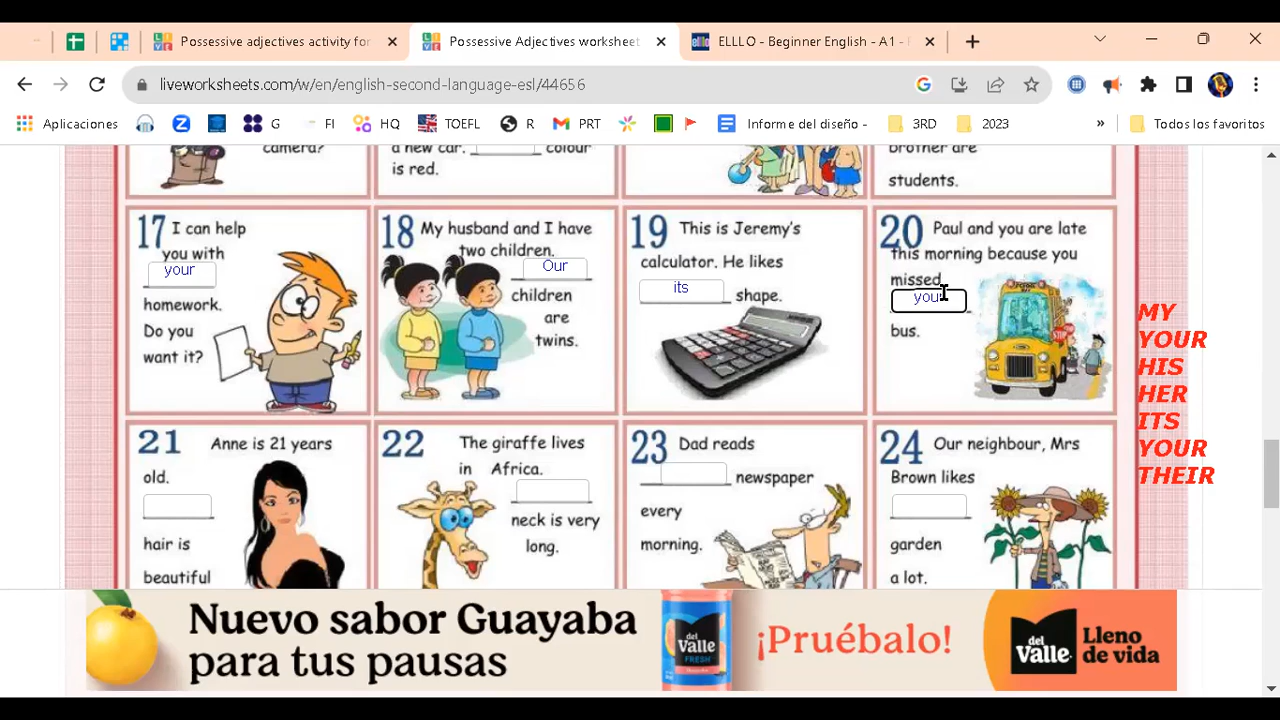 Possessive adjectives activity for
Possessive Adjectives worksheet
ELLLO - Beginner English - A1 -
liveworksheets.com/w/en/english-second-language-esl/44656
Aplicaciones
G
FI
HQ
TOEFL
R
PRT
Informe del diseño -
3RD
2023
»
Todos los favoritos
camera?
a new car. colour
is red.
brother are
students.
17 I can help
you with
your
homework.
Do you
want it?
18 My husband and I have
two children.
Our
children
are
twins.
19 This is Jeremy's
calculator. He likes
its shape.
20 Paul and you are late
this morning because you
missed
your
bus.
STOP
MY
YOUR
HIS
HER
ITS
YOUR
THEIR
21 Anne is 21 years
old.
hair is
beautiful
22 The giraffe lives
in Africa.
neck is very
long.
23 Dad reads
newspaper
every
morning.
24 Our neighbour, Mrs
Brown likes
garden
a lot.
Nuevo sabor Guayaba
para tus pausas
del
Valle
FRESH
¡Pruébalo!
del
Valle
Lleno
de vida